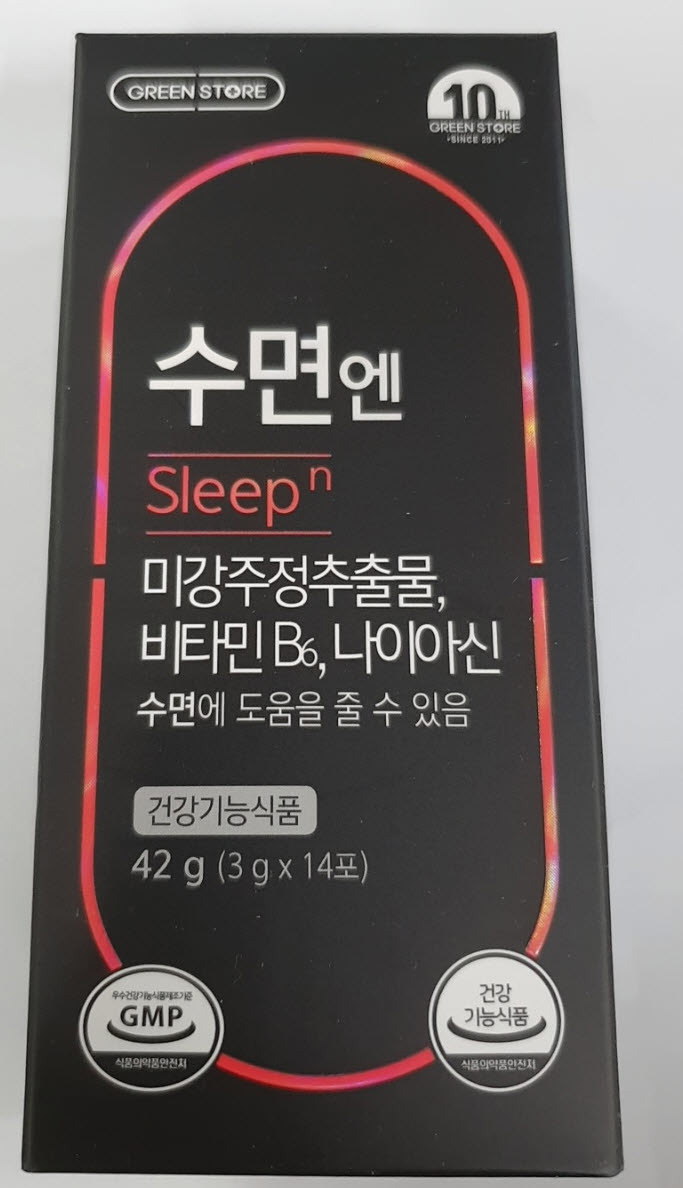 GREEN STORE
10TH
GREEN STORE
•SINCE 2011•
수면엔
Sleep n
미강주정추출물,
비타민 B6, 나이아신
수면에 도움을 줄 수 있음
건강기능식품
42 g (3 g x 14포)
우수건강기능식품제조기준
GMP
식품의약품안전처
건강
기능식품
식품의약품안전처